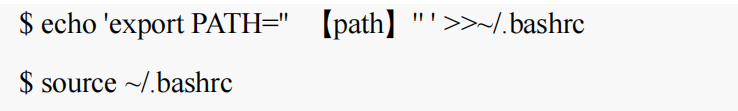 $ echo 'export PATH="  【path】 " ' >>~/.bashrc
$ source ~/.bashrc